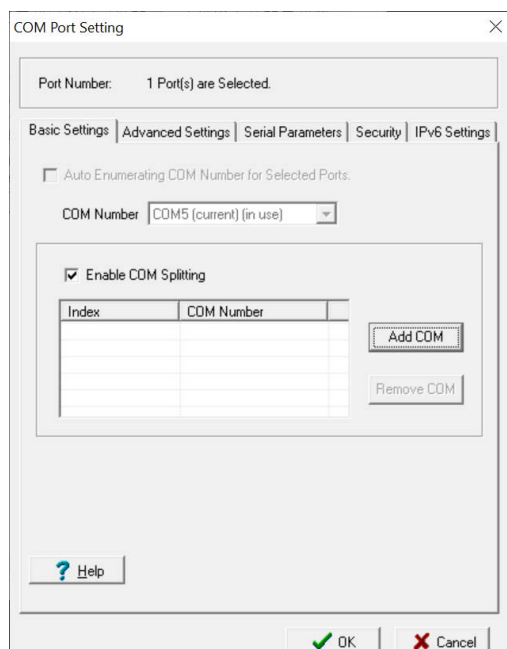 COM Port Setting
Port Number: 1 Port(s) are Selected.
Basic Settings Advanced Settings Serial Parameters Security IPv6 Settings
Auto Enumerating COM Number for Selected Ports.
COM Number COM5 (current) (in use)
Enable COM Splitting
Index COM Number
Add COM
Remove COM
Help
OK Cancel